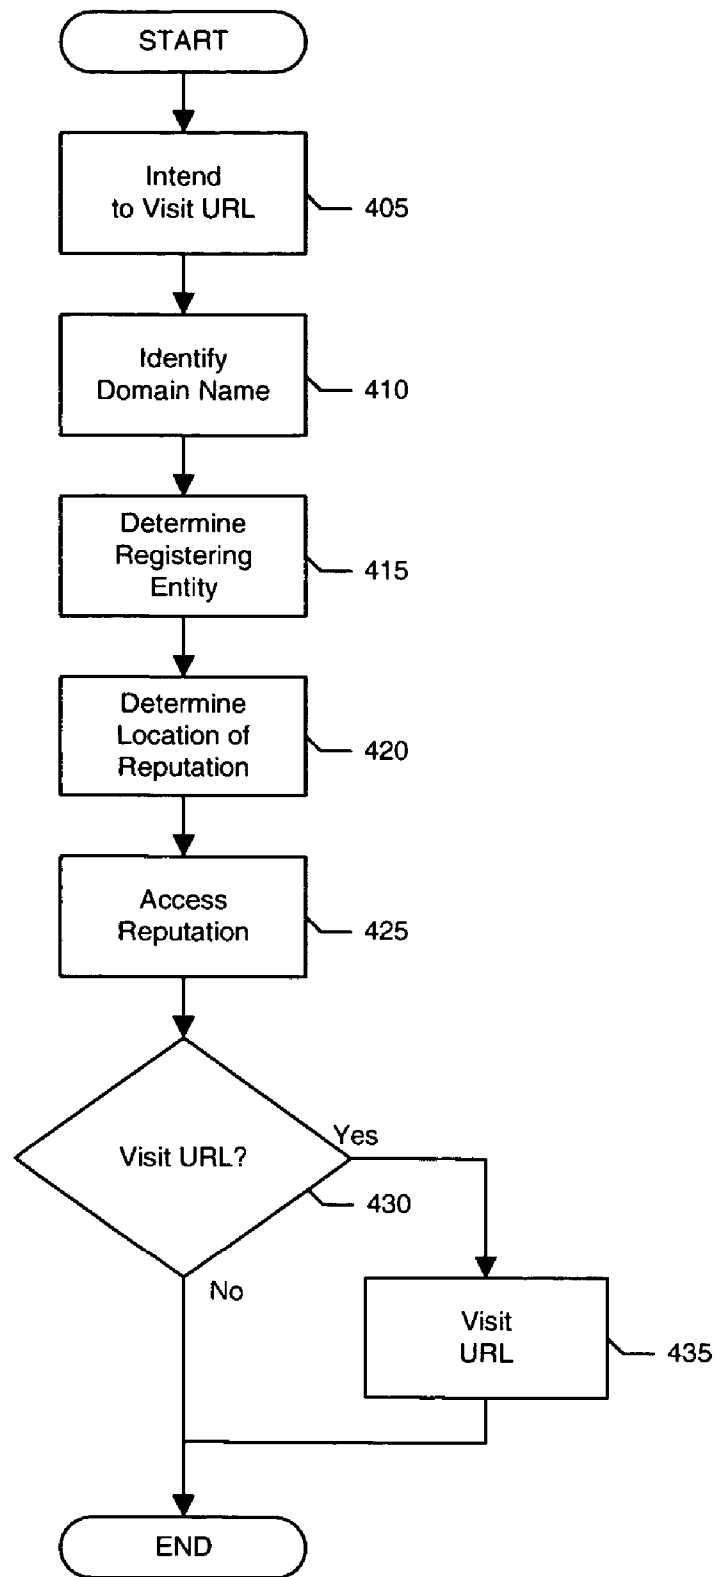 START
Intend
to Visit URL
405
Identify
Domain Name
410
Determine
Registering
Entity
415
Determine
Location of
Reputation
420
Access
Reputation
425
Visit URL?
Yes
430
No
Visit
URL
435
END